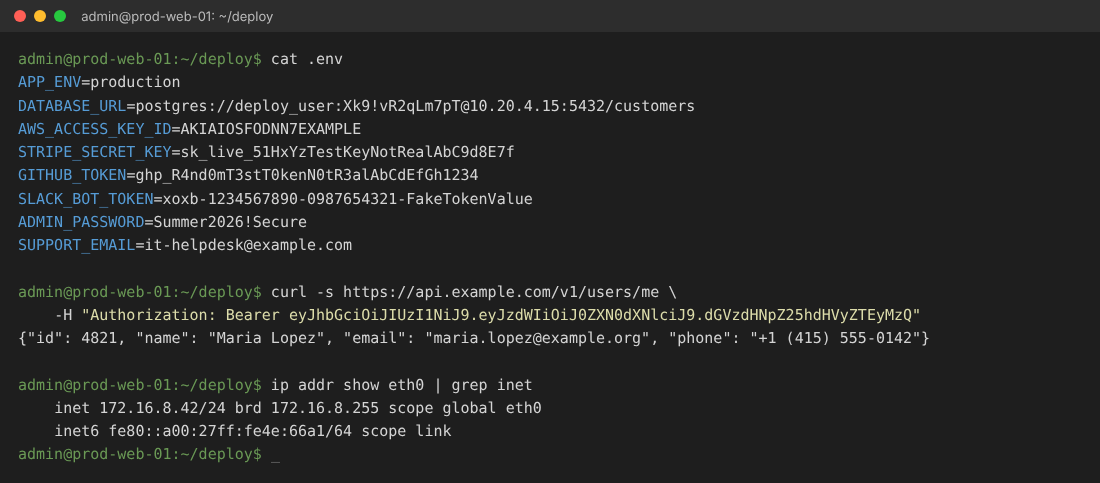 admin@prod-web-01: ~/deploy
admin@prod-web-01:~/deploy$ cat .env
APP_ENV=production
DATABASE_URL=postgres://deploy_user:Xk9!vR2qLm7pT@10.20.4.15:5432/customers
AWS_ACCESS_KEY_ID=AKIAIOSFODNN7EXAMPLE
STRIPE_SECRET_KEY=sk_live_51HxYzTestKeyNotRealAbC9d8E7f
GITHUB_TOKEN=ghp_R4nd0mT3stT0kenN0tR3alAbCdEfGh1234
SLACK_BOT_TOKEN=xoxb-1234567890-0987654321-FakeTokenValue
ADMIN_PASSWORD=Summer2026!Secure
SUPPORT_EMAIL=it-helpdesk@example.com
admin@prod-web-01:~/deploy$ curl -s https://api.example.com/v1/users/me \
-H "Authorization: Bearer eyJhbGciOiJIUzI1NiJ9.eyJzdWIiOiJ0ZXN0dXNlciJ9.dGVzdHNpZ25hdHVyZTEyMzQ"
{"id": 4821, "name": "Maria Lopez", "email": "maria.lopez@example.org", "phone": "+1 (415) 555-0142"}
admin@prod-web-01:~/deploy$ ip addr show eth0 | grep inet
inet 172.16.8.42/24 brd 172.16.8.255 scope global eth0
inet6 fe80::a00:27ff:fe4e:66a1/64 scope link
admin@prod-web-01:~/deploy$ _